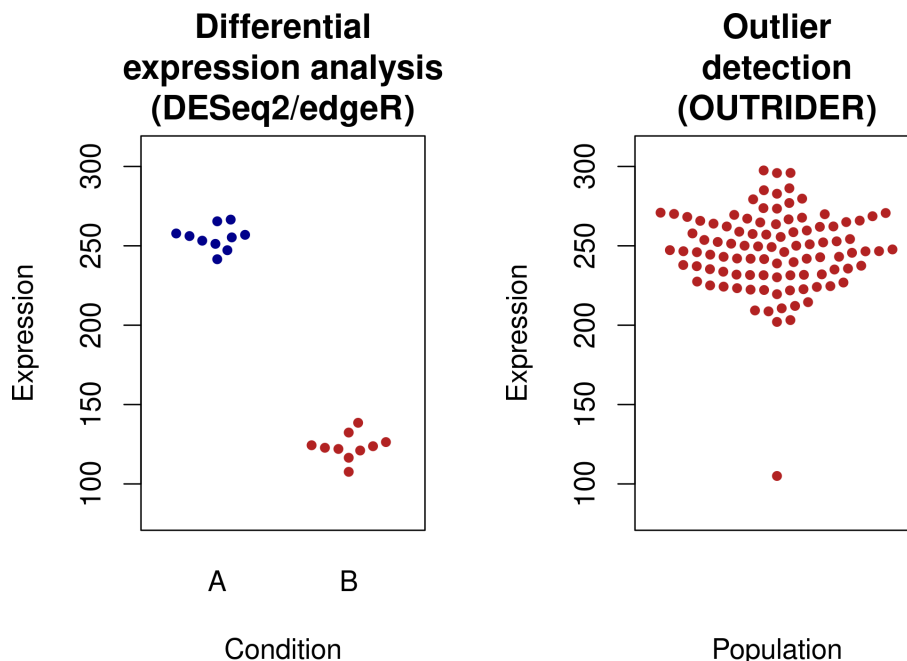 Differential
expression analysis
(DESeq2/edgeR)
Expression
300
250
200
150
100
A B
Condition
Outlier
detection
(OUTRIDER)
Expression
300
250
200
150
100
Population